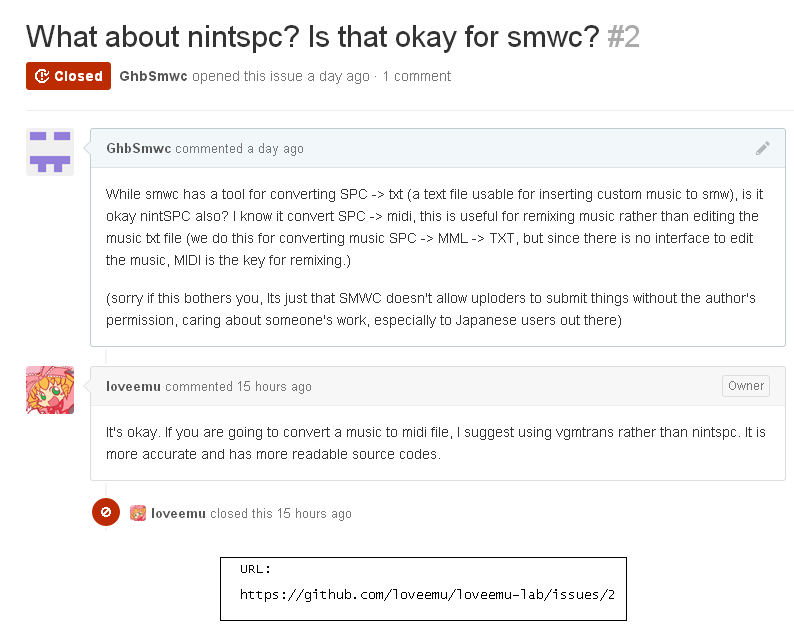 What about nintspc? Is that okay for smwc? #2
Closed GhbSmwc opened this issue a day ago · 1 comment
GhbSmwc commented a day ago
While smwc has a tool for converting SPC -> txt (a text file usable for inserting custom music to smw), is it
okay nintSPC also? I know it convert SPC -> midi, this is useful for remixing music rather than editing the
music txt file (we do this for converting music SPC -> MML -> TXT, but since there is no interface to edit
the music, MIDI is the key for remixing.)
(sorry if this bothers you, Its just that SMWC doesn't allow uploders to submit things without the author's
permission, caring about someone's work, especially to Japanese users out there)
loveemu commented 15 hours ago Owner
It's okay. If you are going to convert a music to midi file, I suggest using vgmtrans rather than nintspc. It is
more accurate and has more readable source codes.
loveemu closed this 15 hours ago
URL:
https://github.com/loveemu/loveemu-lab/issues/2